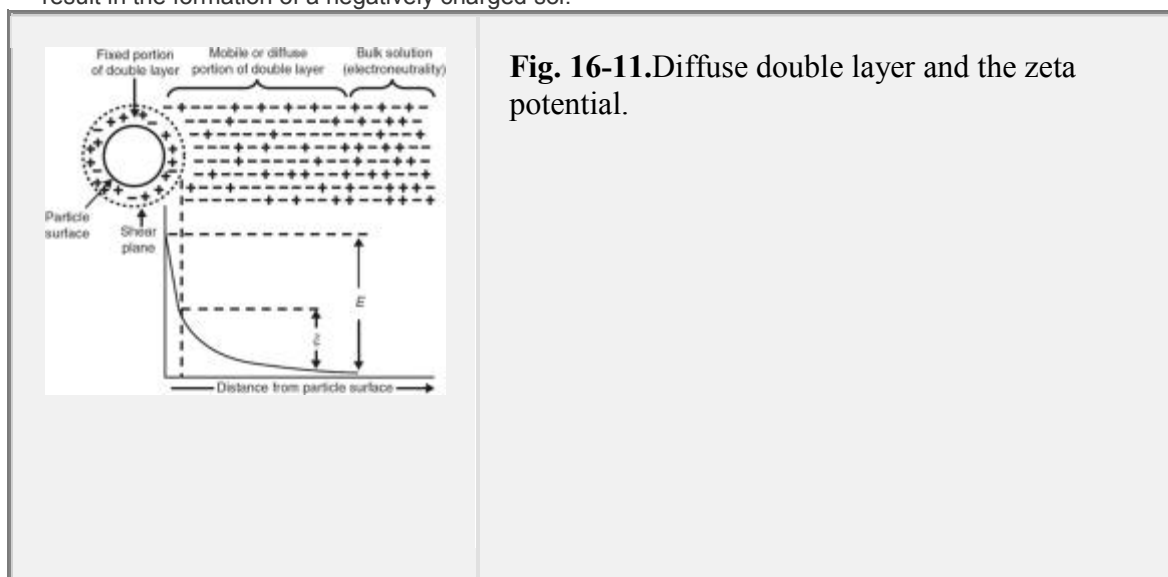 result in the formation of a negatively charged sol.
Fixed portion
of double layer
Mobile or diffuse
portion of double layer
Bulk solution
(electroneutrality)
Particle
surface
Shear
plane
E
ζ
Distance from particle surface
Fig. 16-11.Diffuse double layer and the zeta
potential.